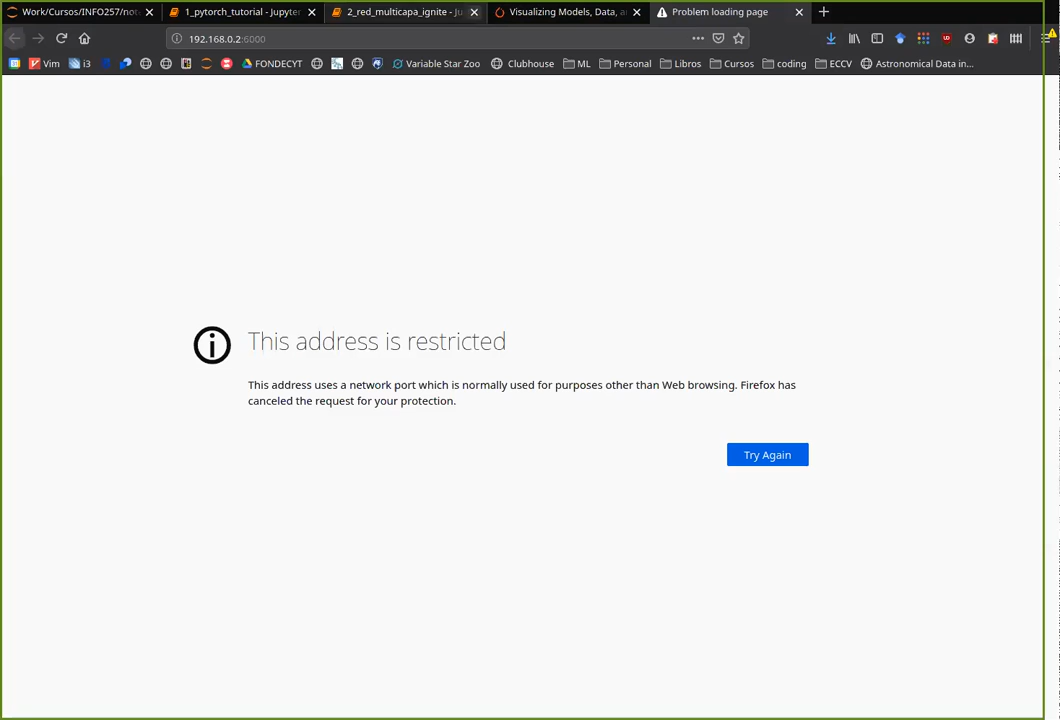 Work/Cursos/INFO257/not
1_pytorch_tutorial - Jupyter
2_red_multicapa_ignite - Ju
Visualizing Models, Data, an
Problem loading page
192.168.0.2:6000
Vim
i3
FONDECYT
Variable Star Zoo
Clubhouse
ML
Personal
Libros
Cursos
coding
ECCV
Astronomical Data in...
This address is restricted
This address uses a network port which is normally used for purposes other than Web browsing. Firefox has
canceled the request for your protection.
Try Again